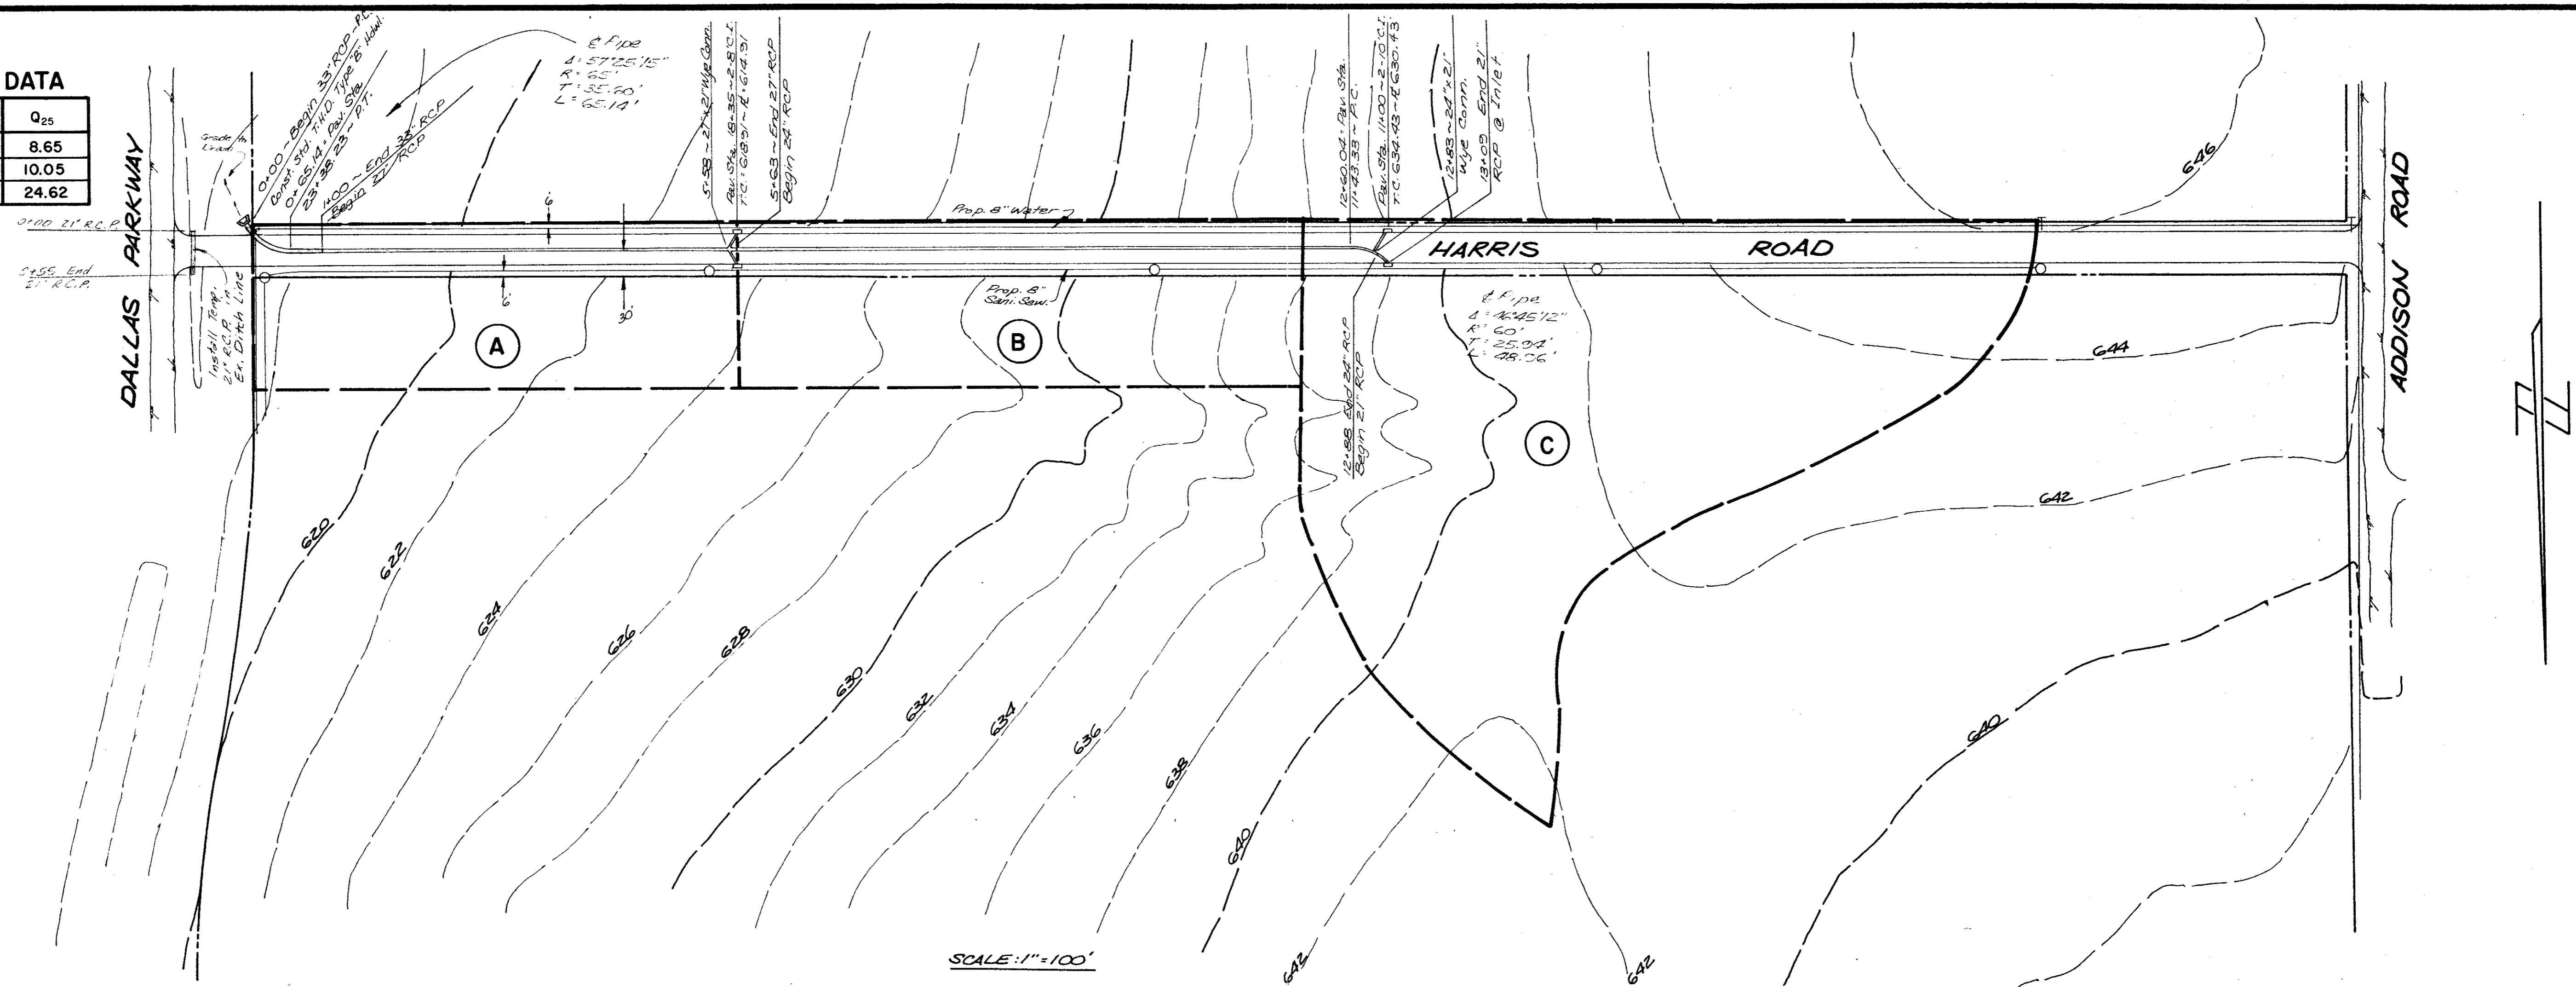 DATA
Q25
8.65
10.05
24.62
DALLAS PARKWAY
0+00 21" R.C.P.
0+55 End
21" R.C.P.
Install Temp.
21" R.C.P. in
Ex. Ditch Line
Grade to
Drain
0+00 ~ Begin 33" RCP - P.C.
Const. Std. T.H.D. Type "B" Hdwl.
0+65.14 = Pav. Sta.
23+38.23 ~ P.T.
1+00 ~ End 33" RCP
Begin 27" RCP
℄ Pipe
Δ = 57°25'15"
R = 65'
T = 35.60'
L = 65.14'
5+58 ~ 27"x21" Wye Conn.
Pav. Sta. 18+35 ~ 2-8' C.I.
T.C. = 618.91 ~ ℄ = 614.91
5+63 ~ End 27" RCP
Begin 24" RCP
Prop. 8" Water
12+60.04 = Pav. Sta.
11+43.33 ~ P.C.
Pav. Sta. 11+00 ~ 2-10' C.I.
T.C. 634.43 ~ ℄ 630.43
12+83 ~ 24"x21"
Wye Conn.
13+09 End 21"
RCP @ Inlet
HARRIS ROAD
ADDISON ROAD
6'
6'
30'
Prop. 8"
Sani. Sew.
12+88 End 24" RCP
Begin 21" RCP
℄ Pipe
Δ = 46°45'12"
R = 60'
T = 25.94'
L = 48.96'
A
B
C
646
644
642
620
622
624
626
628
630
632
634
636
638
640
640
642
642
SCALE: 1" = 100'